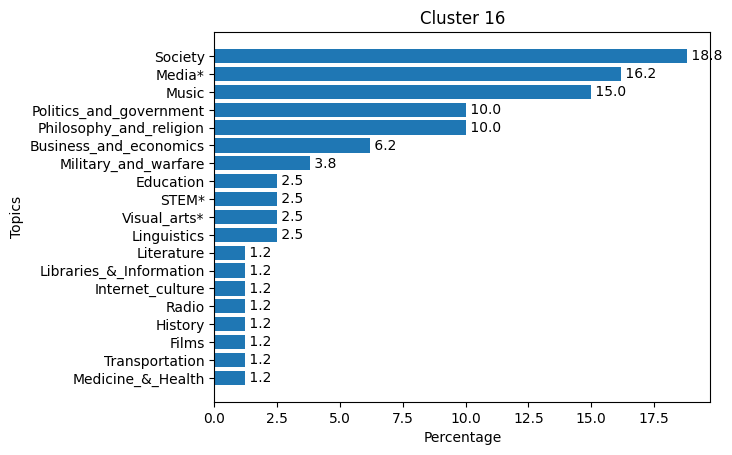 Cluster 16
Topics
Society 18.8
Media* 16.2
Music 15.0
Politics_and_government 10.0
Philosophy_and_religion 10.0
Business_and_economics 6.2
Military_and_warfare 3.8
Education 2.5
STEM* 2.5
Visual_arts* 2.5
Linguistics 2.5
Literature 1.2
Libraries_&_Information 1.2
Internet_culture 1.2
Radio 1.2
History 1.2
Films 1.2
Transportation 1.2
Medicine_&_Health 1.2
0.0 2.5 5.0 7.5 10.0 12.5 15.0 17.5
Percentage